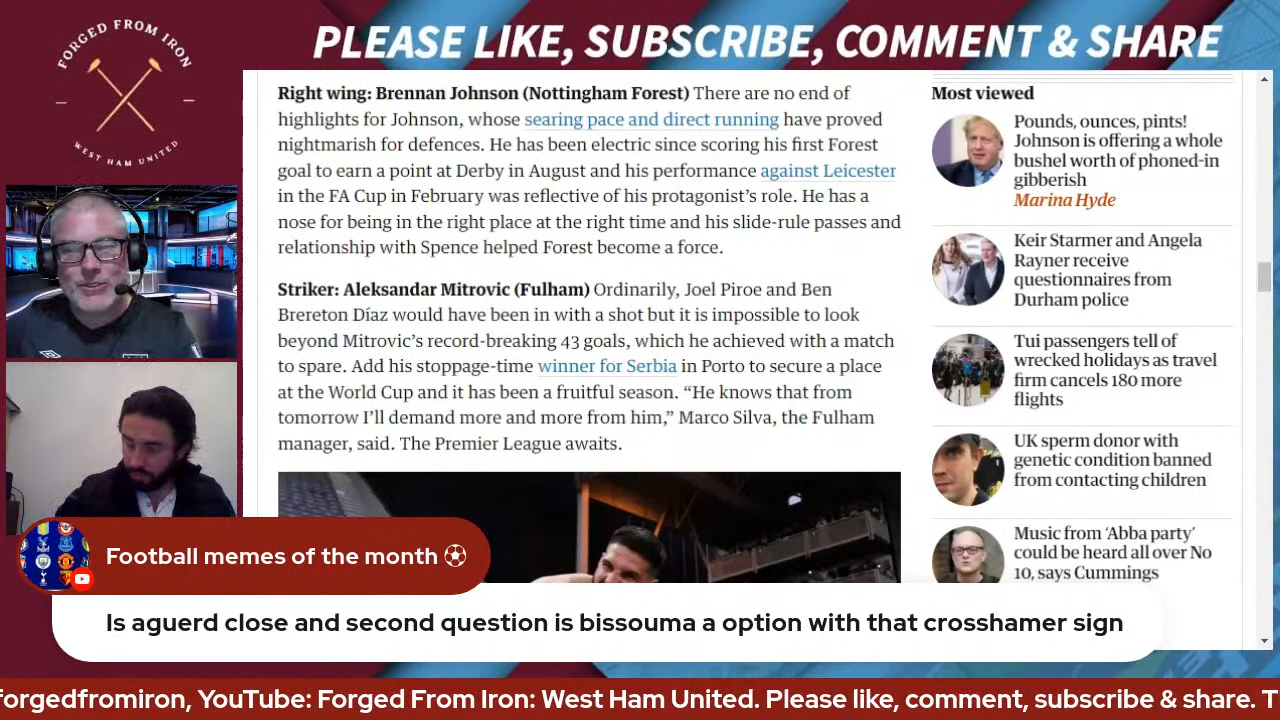 FORGED FROM IRON
WEST HAM UNITED
PLEASE LIKE, SUBSCRIBE, COMMENT & SHARE
Right wing: Brennan Johnson (Nottingham Forest) There are no end of
highlights for Johnson, whose searing pace and direct running have proved
nightmarish for defences. He has been electric since scoring his first Forest
goal to earn a point at Derby in August and his performance against Leicester
in the FA Cup in February was reflective of his protagonist’s role. He has a
nose for being in the right place at the right time and his slide-rule passes and
relationship with Spence helped Forest become a force.
Striker: Aleksandar Mitrovic (Fulham) Ordinarily, Joel Piroe and Ben
Brereton Díaz would have been in with a shot but it is impossible to look
beyond Mitrovic’s record-breaking 43 goals, which he achieved with a match
to spare. Add his stoppage-time winner for Serbia in Porto to secure a place
at the World Cup and it has been a fruitful season. “He knows that from
tomorrow I’ll demand more and more from him,” Marco Silva, the Fulham
manager, said. The Premier League awaits.
Most viewed
Pounds, ounces, pints!
Johnson is offering a whole
bushel worth of phoned-in
gibberish
Marina Hyde
Keir Starmer and Angela
Rayner receive
questionnaires from
Durham police
Tui passengers tell of
wrecked holidays as travel
firm cancels 180 more
flights
UK sperm donor with
genetic condition banned
from contacting children
Music from ‘Abba party’
could be heard all over No
10, says Cummings
Football memes of the month ⚽
Is aguerd close and second question is bissouma a option with that crosshamer sign
forgedfromiron, YouTube: Forged From Iron: West Ham United. Please like, comment, subscribe & share. T